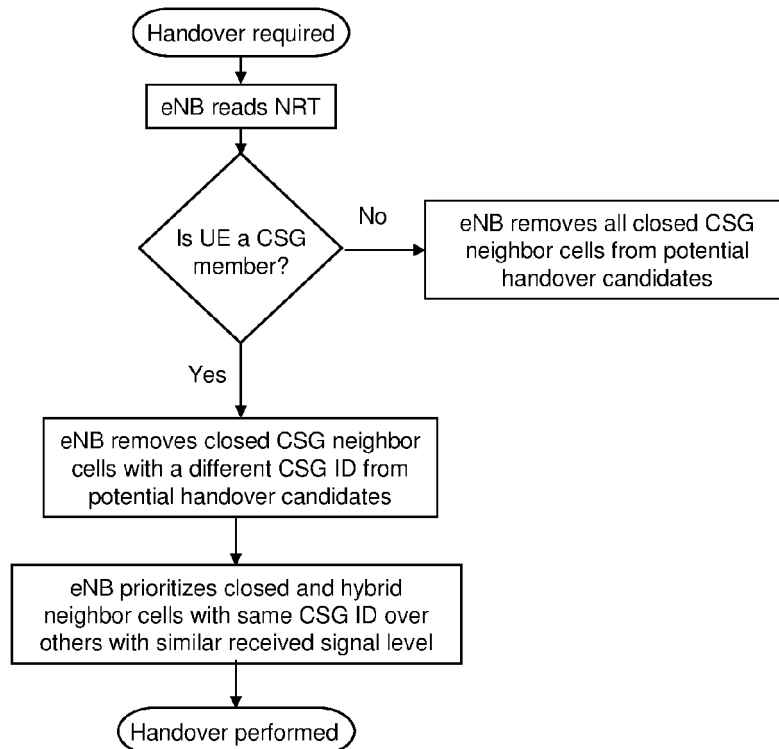 Handover required
eNB reads NRT
Is UE a CSG
member?
No
eNB removes all closed CSG
neighbor cells from potential
handover candidates
Yes
eNB removes closed CSG neighbor
cells with a different CSG ID from
potential handover candidates
eNB prioritizes closed and hybrid
neighbor cells with same CSG ID over
others with similar received signal level
Handover performed